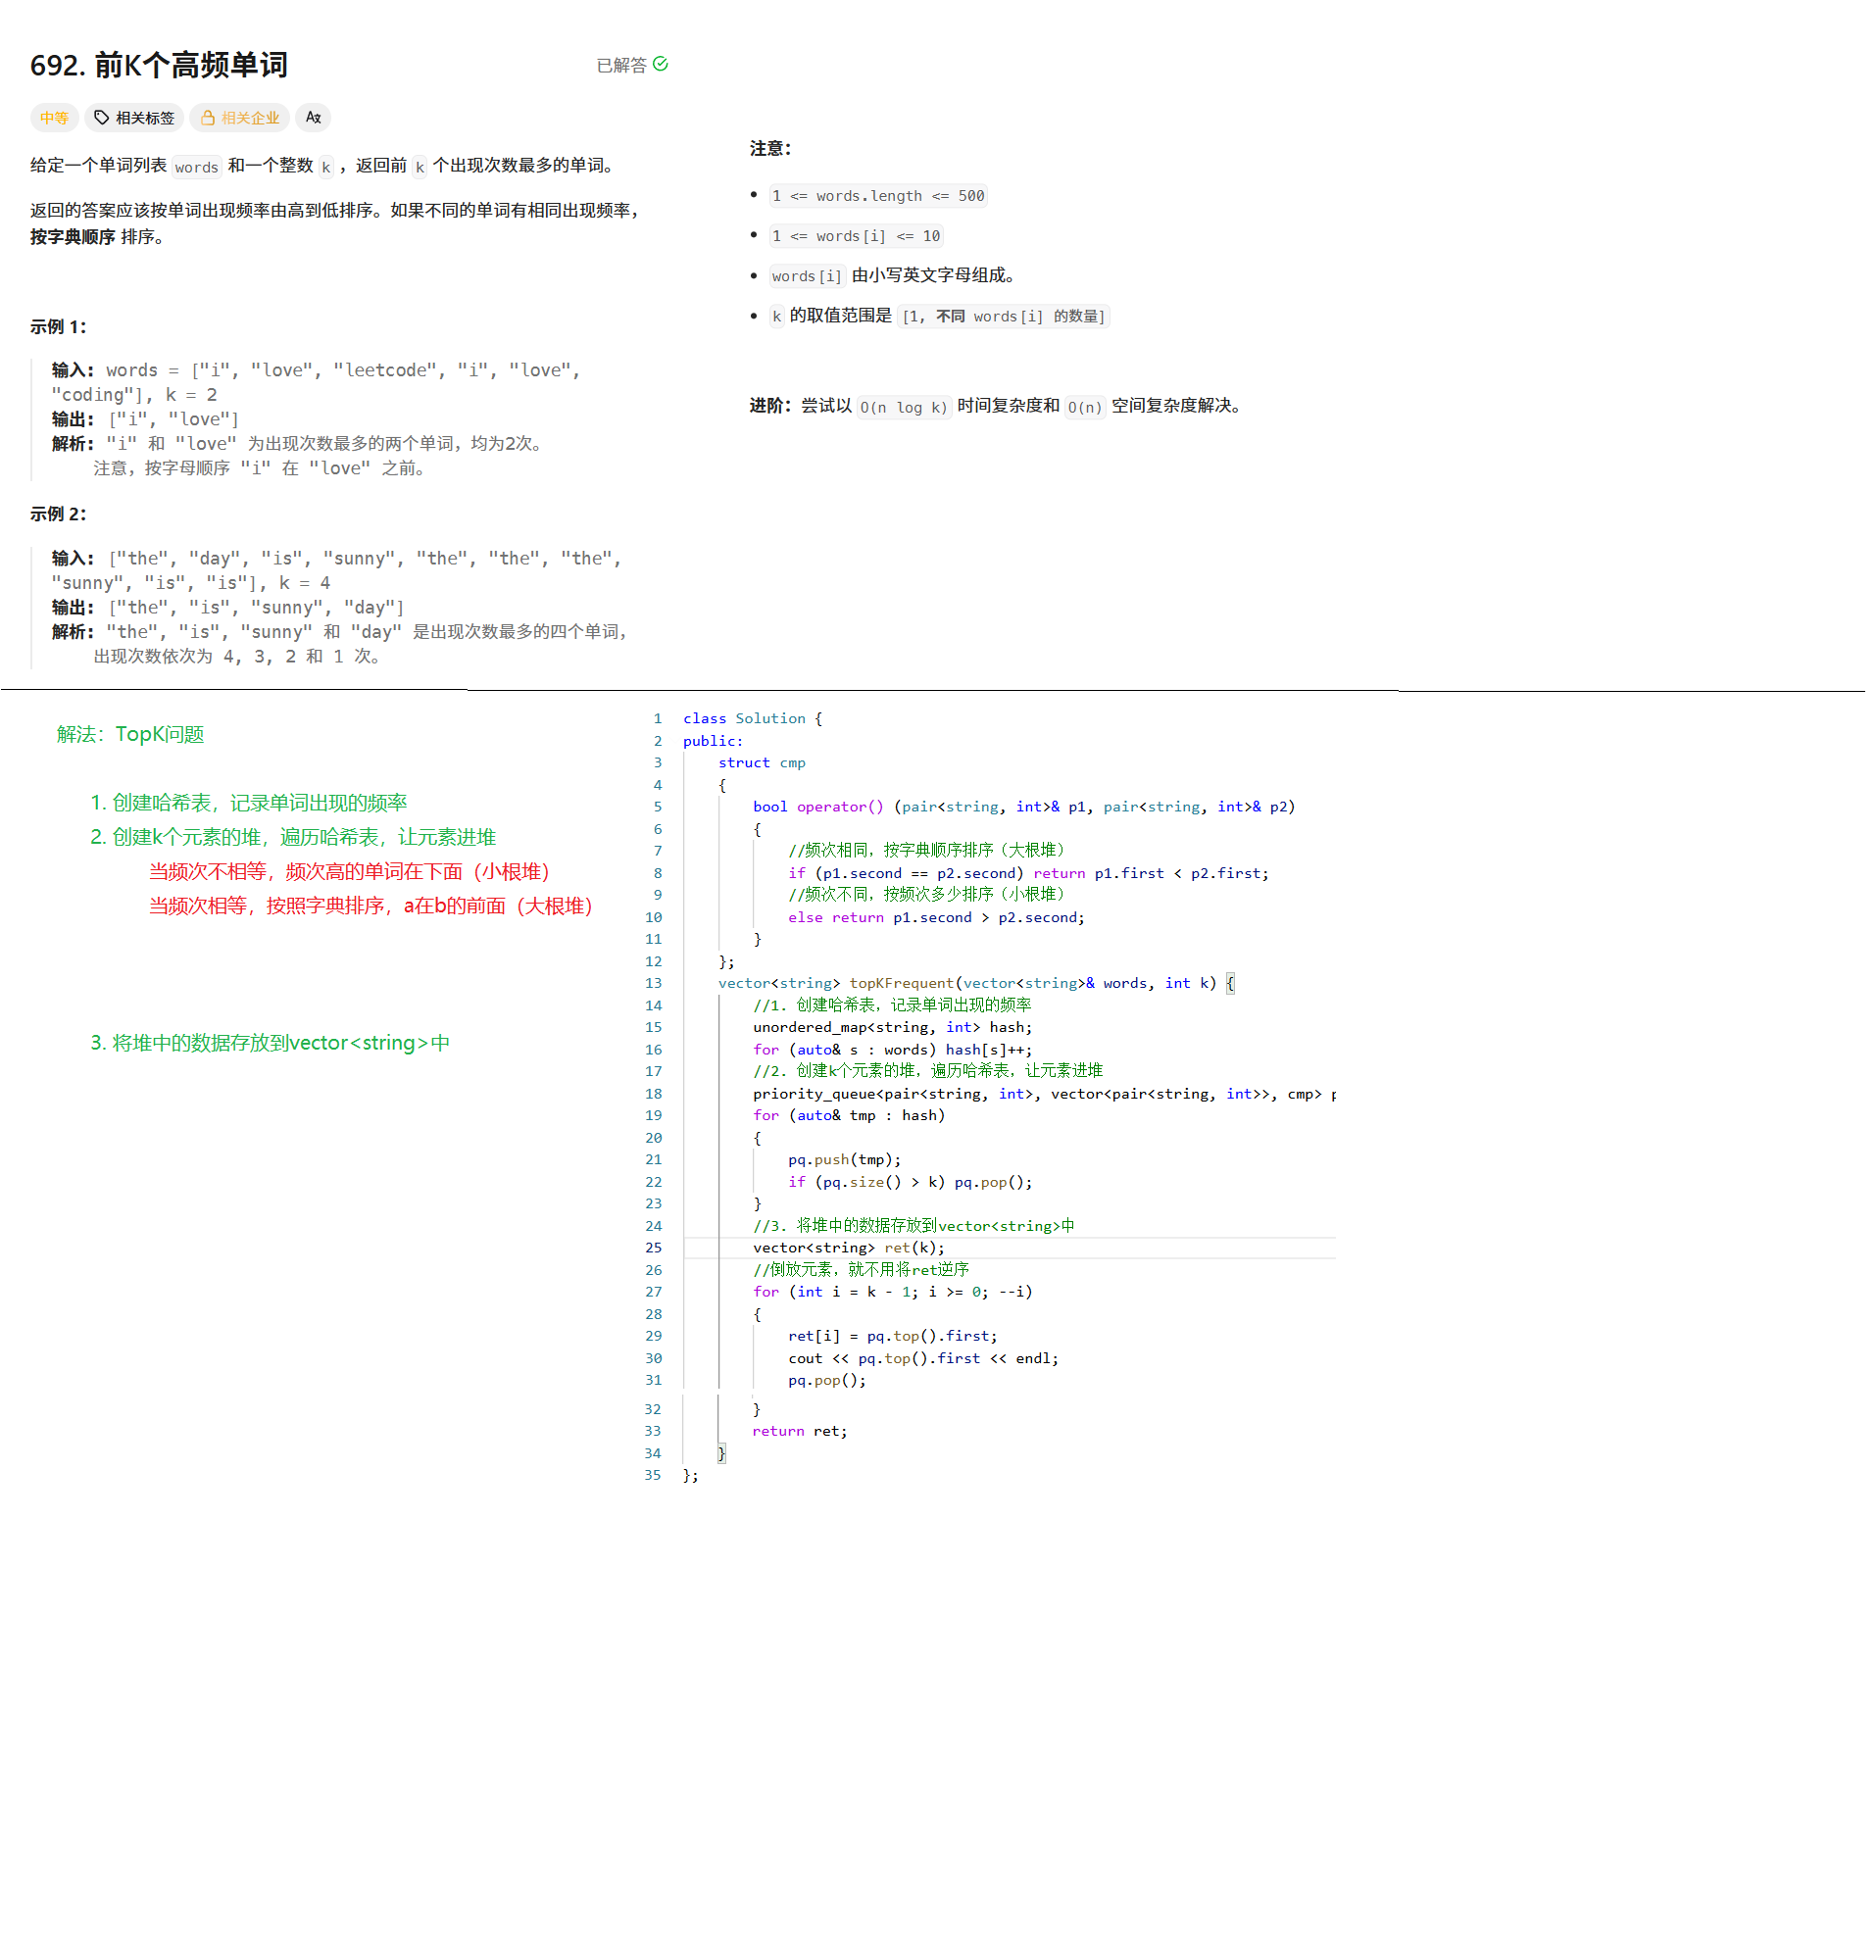 692. 前K个高频单词
已解答
中等 相关标签 相关企业
给定一个单词列表 words 和一个整数 k ，返回前 k 个出现次数最多的单词。
返回的答案应该按单词出现频率由高到低排序。如果不同的单词有相同出现频率，
按字典顺序 排序。
示例 1：
输入: words = ["i", "love", "leetcode", "i", "love",
"coding"], k = 2
输出: ["i", "love"]
解析: "i" 和 "love" 为出现次数最多的两个单词，均为2次。
注意，按字母顺序 "i" 在 "love" 之前。
示例 2：
输入: ["the", "day", "is", "sunny", "the", "the", "the",
"sunny", "is", "is"], k = 4
输出: ["the", "is", "sunny", "day"]
解析: "the", "is", "sunny" 和 "day" 是出现次数最多的四个单词，
出现次数依次为 4, 3, 2 和 1 次。
注意：
1 <= words.length <= 500
1 <= words[i] <= 10
words[i] 由小写英文字母组成。
k 的取值范围是 [1, 不同 words[i] 的数量]
进阶：尝试以 O(n log k) 时间复杂度和 O(n) 空间复杂度解决。
解法：TopK问题
1. 创建哈希表，记录单词出现的频率
2. 创建k个元素的堆，遍历哈希表，让元素进堆
当频次不相等，频次高的单词在下面（小根堆）
当频次相等，按照字典排序，a在b的前面（大根堆）
3. 将堆中的数据存放到vector<string>中
1 class Solution {
2 public:
3 struct cmp
4 {
5 bool operator() (pair<string, int>& p1, pair<string, int>& p2)
6 {
7 //频次相同，按字典顺序排序（大根堆）
8 if (p1.second == p2.second) return p1.first < p2.first;
9 //频次不同，按频次多少排序（小根堆）
10 else return p1.second > p2.second;
11 }
12 };
13 vector<string> topKFrequent(vector<string>& words, int k) {
14 //1. 创建哈希表，记录单词出现的频率
15 unordered_map<string, int> hash;
16 for (auto& s : words) hash[s]++;
17 //2. 创建k个元素的堆，遍历哈希表，让元素进堆
18 priority_queue<pair<string, int>, vector<pair<string, int>>, cmp> p
19 for (auto& tmp : hash)
20 {
21 pq.push(tmp);
22 if (pq.size() > k) pq.pop();
23 }
24 //3. 将堆中的数据存放到vector<string>中
25 vector<string> ret(k);
26 //倒放元素，就不用将ret逆序
27 for (int i = k - 1; i >= 0; --i)
28 {
29 ret[i] = pq.top().first;
30 cout << pq.top().first << endl;
31 pq.pop();
32 }
33 return ret;
34 }
35 };